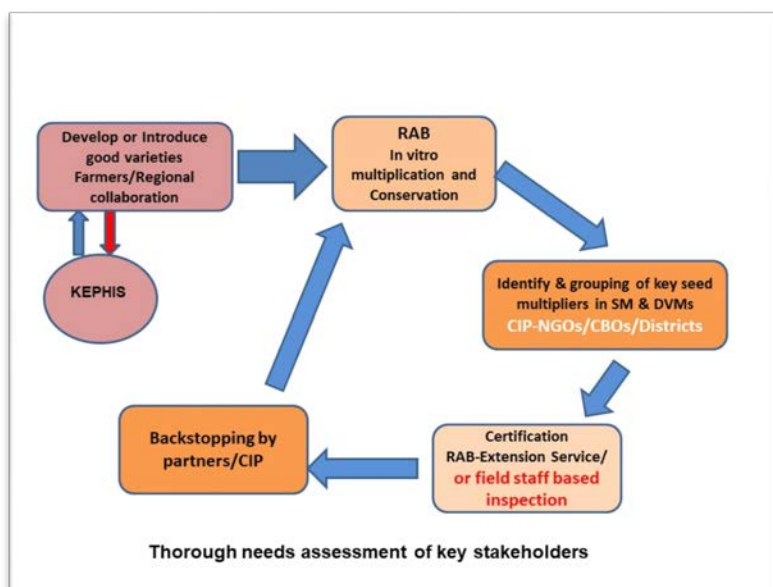 Develop or Introduce
good varieties
Farmers/Regional
collaboration
RAB
In vitro
multiplication and
Conservation
KEPHIS
Identify & grouping of key seed
multipliers in SM & DVMs
CIP-NGOs/CBOs/Districts
Backstopping by
partners/CIP
Certification
RAB-Extension Service/
or field staff based
inspection
Thorough needs assessment of key stakeholders